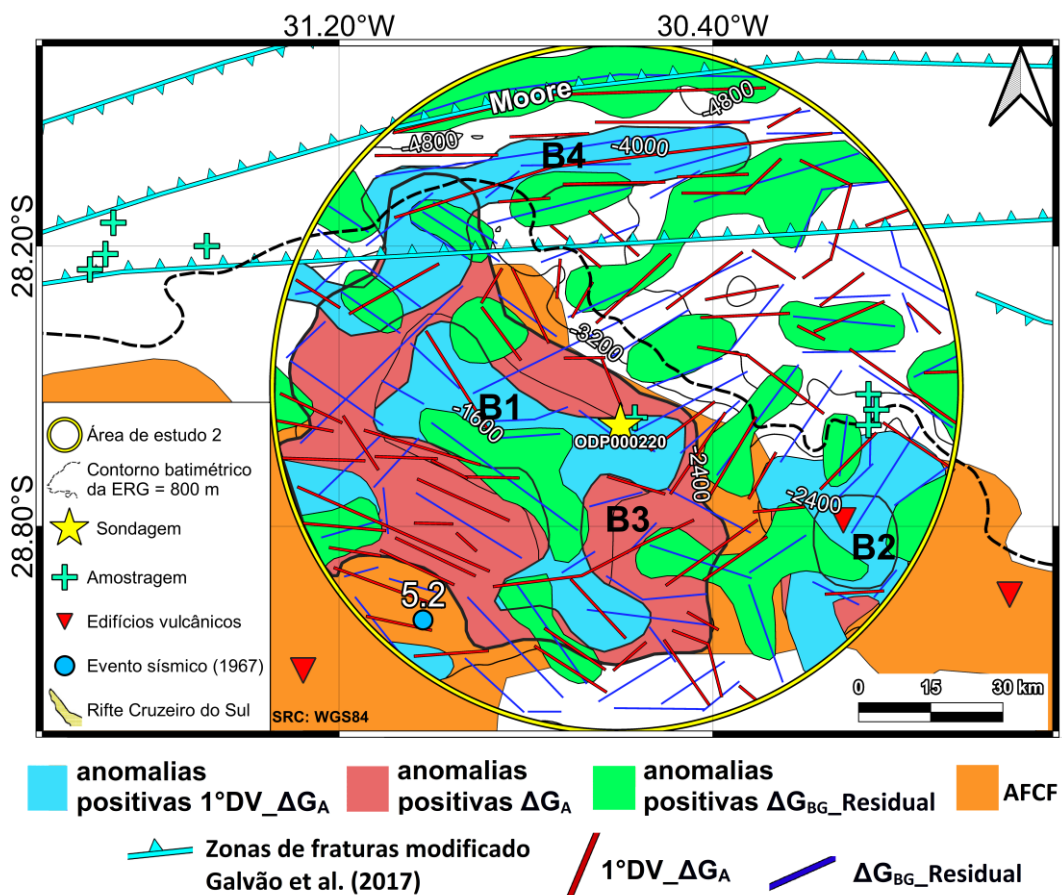 31.20°W
30.40°W
Moore
-4800
-4800
-4000
B4
28.20°S
-3200
B1
-1600
ODP000220
-2400
-2400
28.80°S
B3
B2
5.2
Área de estudo 2
Contorno batimétrico
da ERG = 800 m
Sondagem
Amostragem
Edifícios vulcânicos
Evento sísmico (1967)
Rifte Cruzeiro do Sul
SRC: WGS84
0 15 30 km
anomalias
positivas 1°DV_ΔGA
anomalias
positivas ΔGA
anomalias
positivas ΔGBG_Residual
AFCF
Zonas de fraturas modificado
Galvão et al. (2017)
1°DV_ΔGA
ΔGBG_Residual